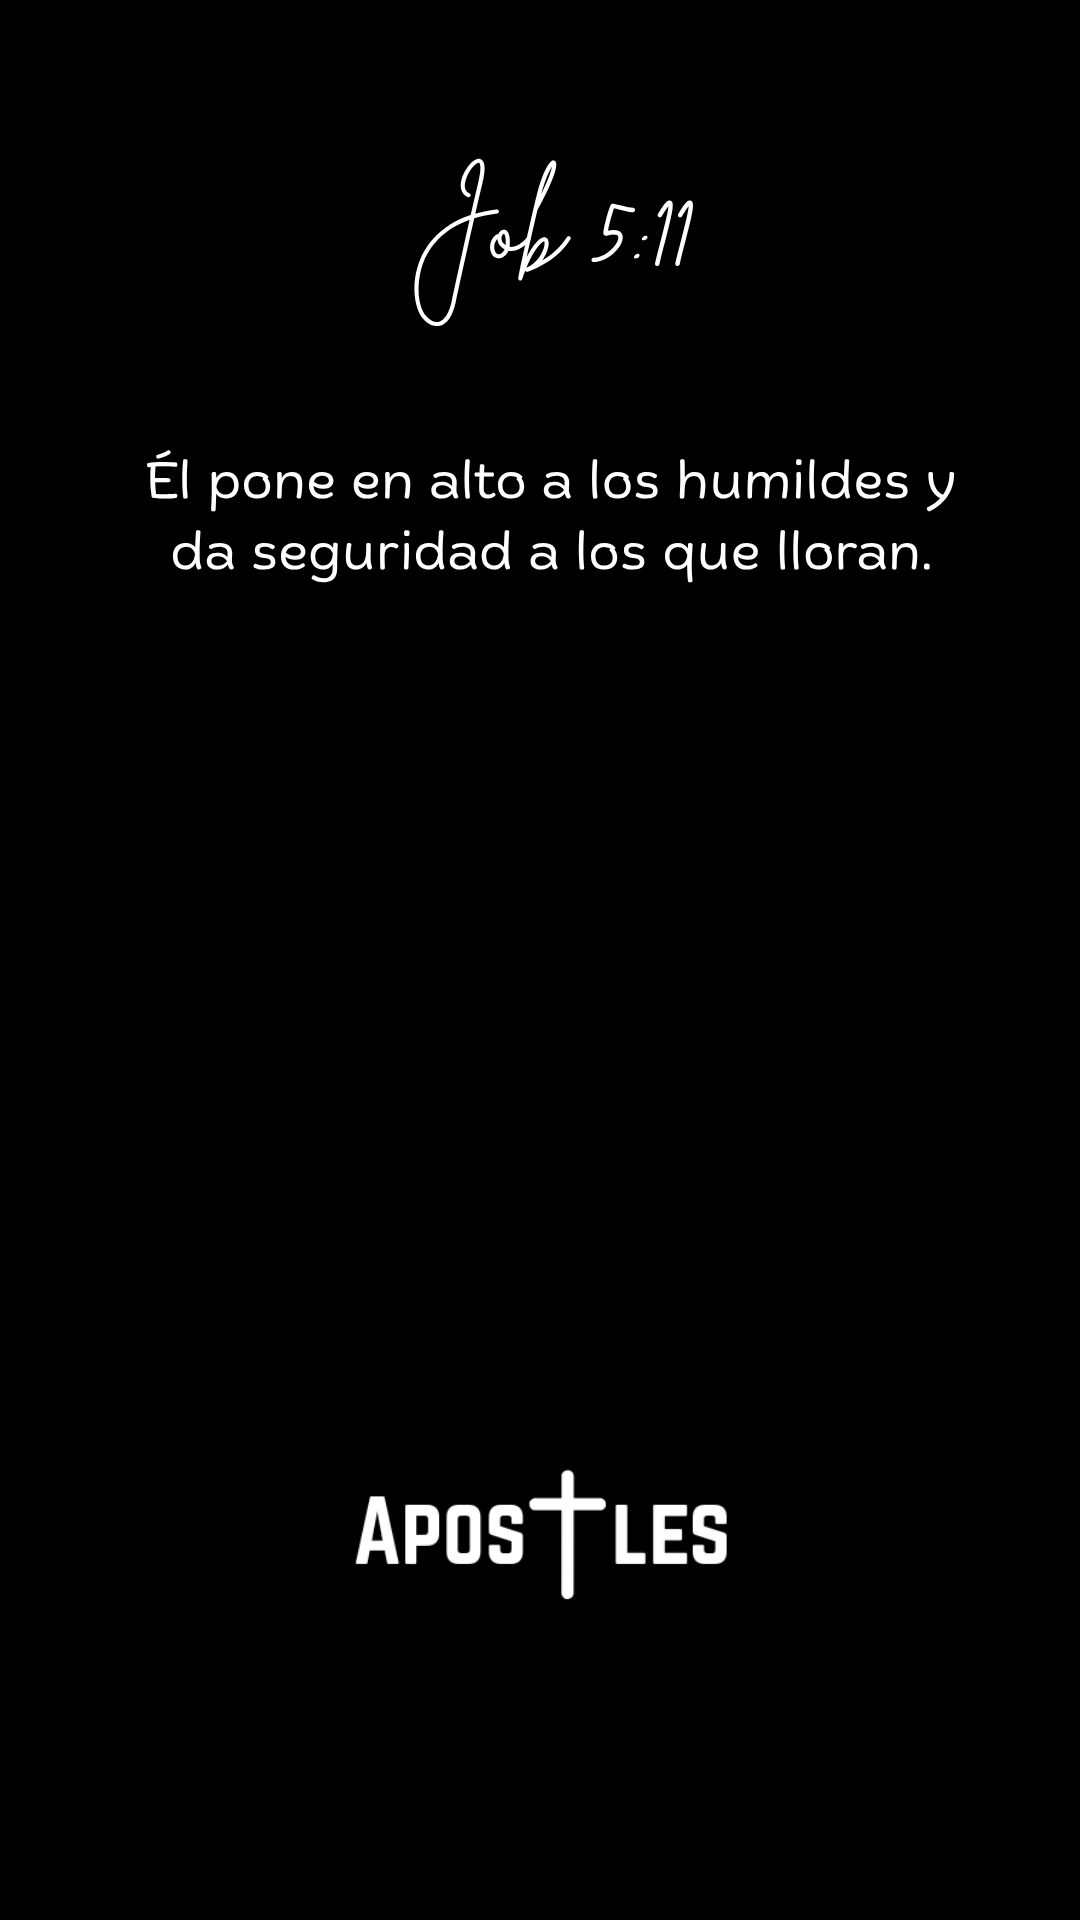 Job 5:11
Él pone en alto a los humildes y
da seguridad a los que lloran.
APOSTLES